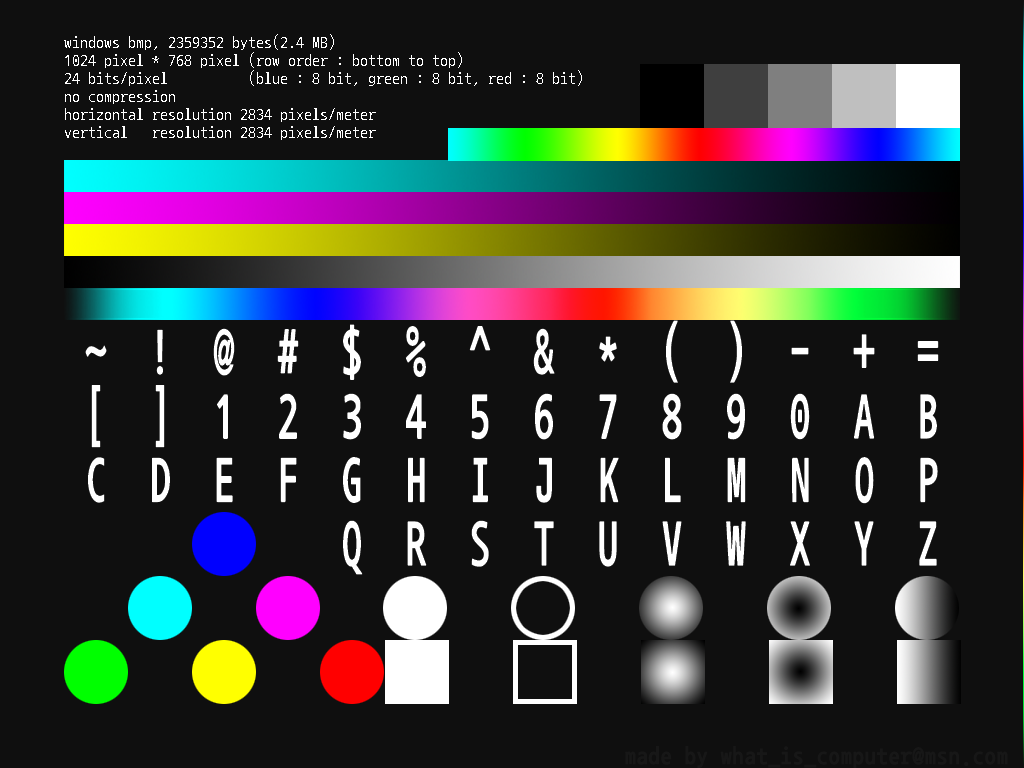 windows bmp, 2359352 bytes(2.4 MB)
1024 pixel * 768 pixel (row order : bottom to top)
24 bits/pixel (blue : 8 bit, green : 8 bit, red : 8 bit)
no compression
horizontal resolution 2834 pixels/meter
vertical resolution 2834 pixels/meter
~ ! @ # $ % ^ & * ( ) - + =
[ ] 1 2 3 4 5 6 7 8 9 0 A B
C D E F G H I J K L M N O P
Q R S T U V W X Y Z
made by what_is_computer@msn.com